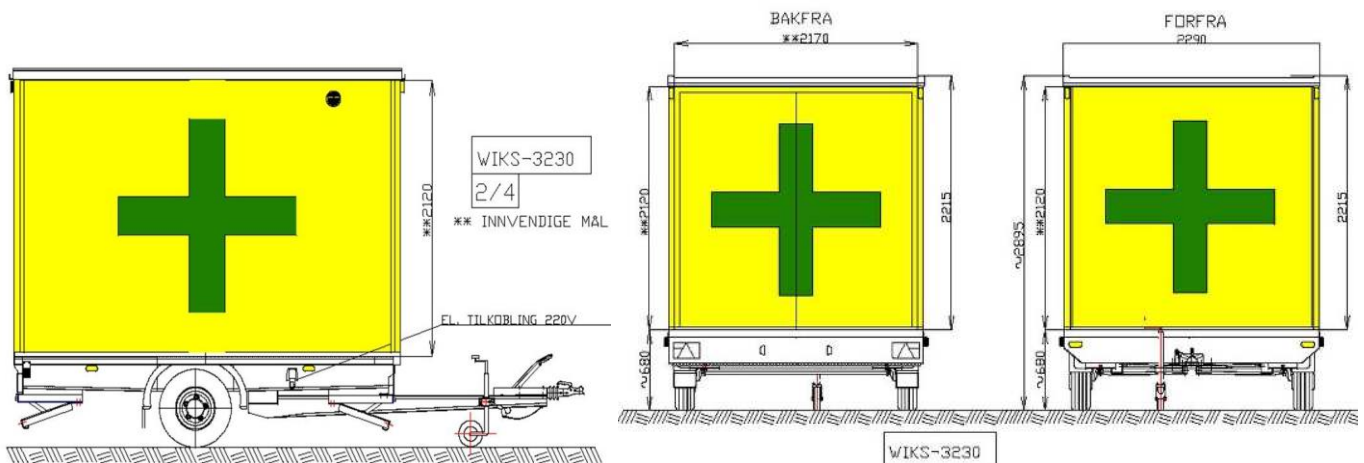 WIKS-3230
2/4
** INNVENDIGE MÅL
**2120
EL. TILKOBLING 220V
BAKFRA
**2170
**2120
2215
~680
FORFRA
2290
~2895
**2120
2215
~680
WIKS-3230